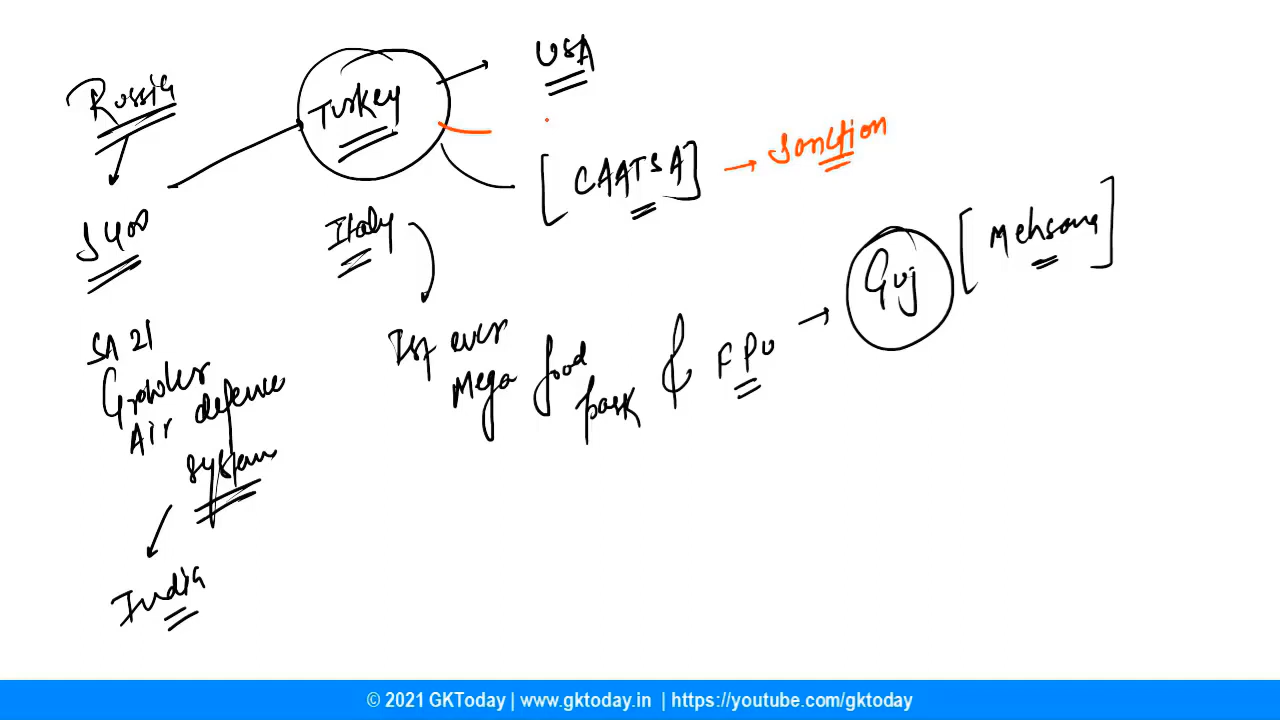 USA
Russia
Turkey
[CAATSA] → Sanction
S400
Italy
Guj [Mehsana]
SA 21
Growler
Air defence
system
Ist ever
Mega food
park & FPU
India
© 2021 GKToday | www.gktoday.in | https://youtube.com/gktoday